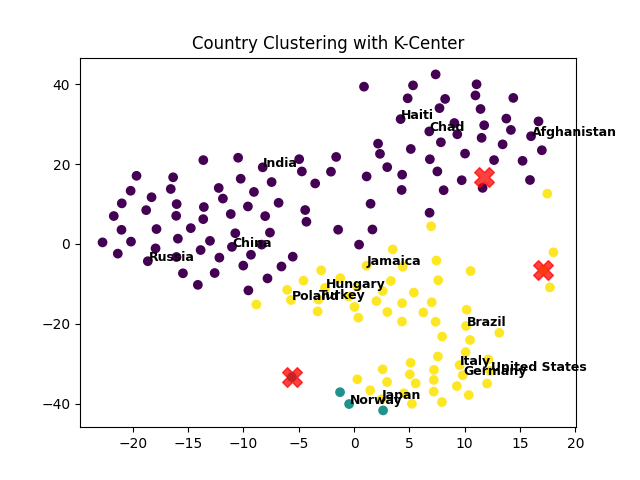 Country Clustering with K-Center
40
20
0
−20
−40
Haiti
Chad
Afghanistan
India
China
Russia
Jamaica
Hungary
Poland
Turkey
Brazil
Italy
United States
Germany
Japan
Norway
−20
−15
−10
−5
0
5
10
15
20